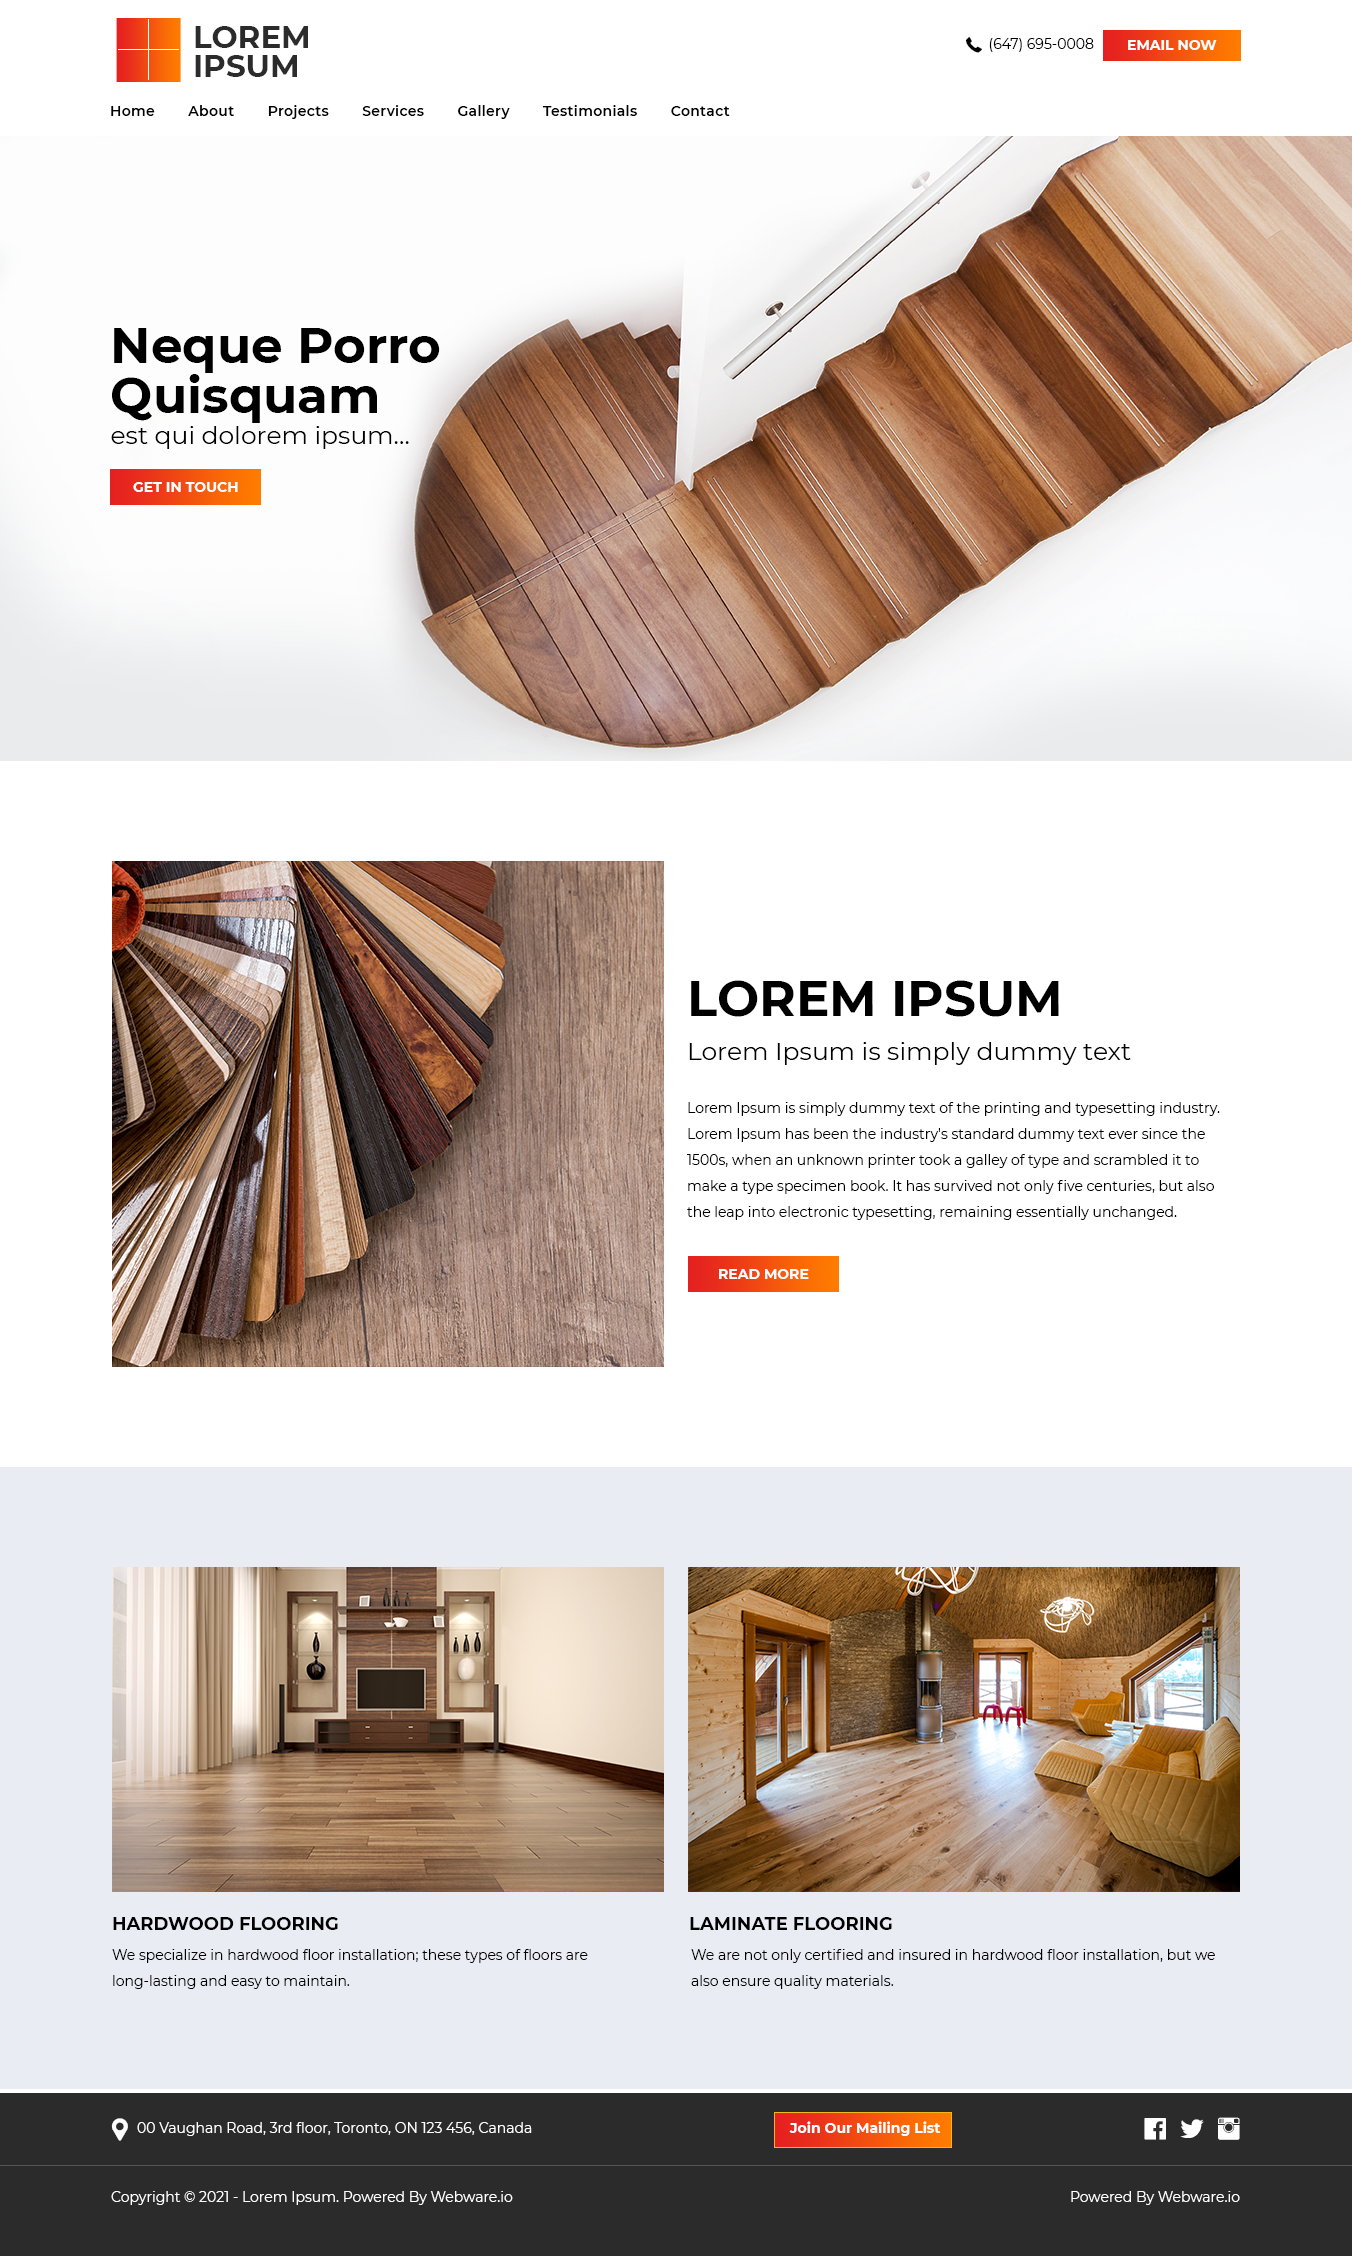 LOREM
IPSUM
(647) 695-0008
EMAIL NOW
Home About Projects Services Gallery Testimonials Contact
Neque Porro
Quisquam
est qui dolorem ipsum...
GET IN TOUCH
LOREM IPSUM
Lorem Ipsum is simply dummy text
Lorem Ipsum is simply dummy text of the printing and typesetting industry.
Lorem Ipsum has been the industry's standard dummy text ever since the
1500s, when an unknown printer took a galley of type and scrambled it to
make a type specimen book. It has survived not only five centuries, but also
the leap into electronic typesetting, remaining essentially unchanged.
READ MORE
HARDWOOD FLOORING
We specialize in hardwood floor installation; these types of floors are
long-lasting and easy to maintain.
LAMINATE FLOORING
We are not only certified and insured in hardwood floor installation, but we
also ensure quality materials.
00 Vaughan Road, 3rd floor, Toronto, ON 123 456, Canada
Join Our Mailing List
Copyright © 2021 - Lorem Ipsum. Powered By Webware.io
Powered By Webware.io